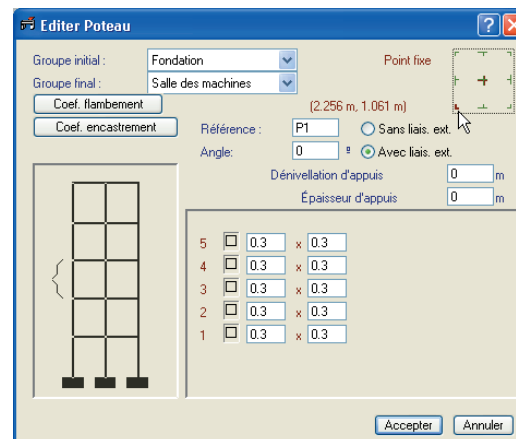 Editer Poteau
Groupe initial : Fondation Point fixe
Groupe final : Salle des machines
Coef. flambement (2.256 m, 1.061 m)
Coef. encastrement Référence : P1 Sans liais. ext.
Angle: 0 º Avec liais. ext.
Dénivellation d'appuis 0 m
Épaisseur d'appuis 0 m
5 0.3 x 0.3
4 0.3 x 0.3
3 0.3 x 0.3
2 0.3 x 0.3
1 0.3 x 0.3
Accepter Annuler